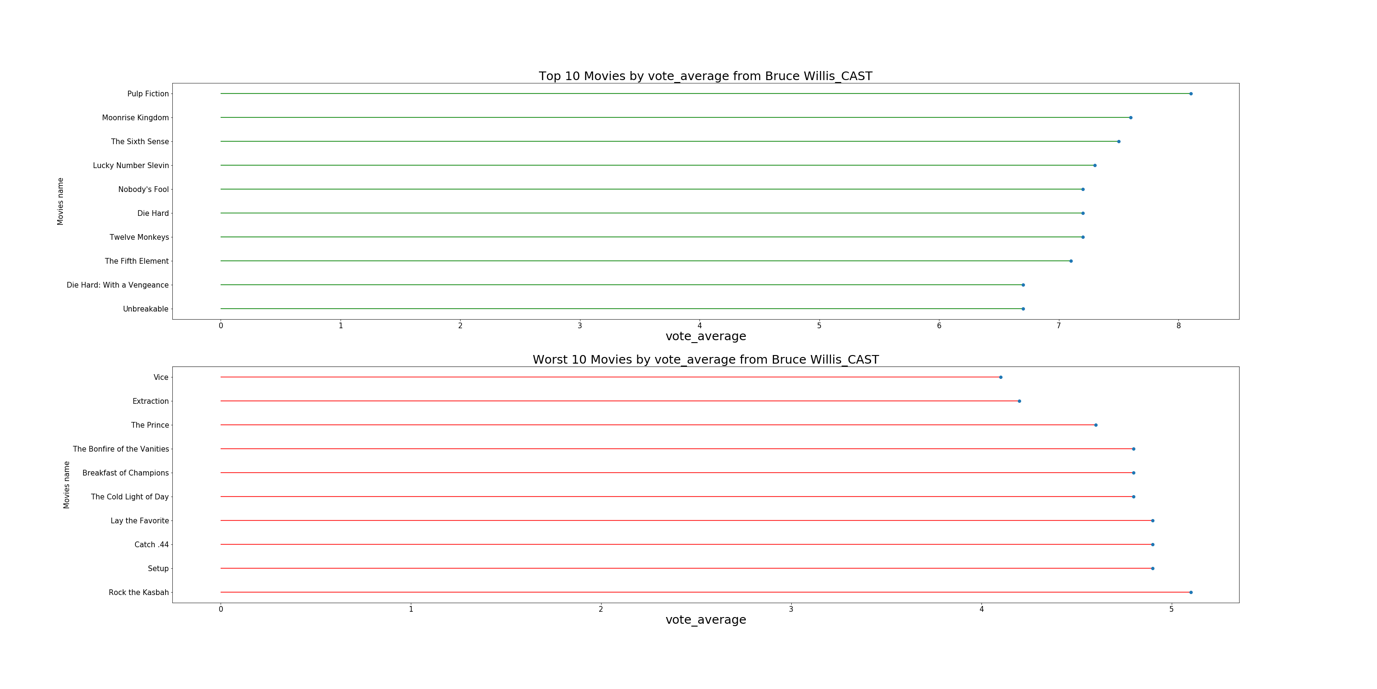 Top 10 Movies by vote_average from Bruce Willis_CAST
Movies name
Pulp Fiction
Moonrise Kingdom
The Sixth Sense
Lucky Number Slevin
Nobody's Fool
Die Hard
Twelve Monkeys
The Fifth Element
Die Hard: With a Vengeance
Unbreakable
0 1 2 3 4 5 6 7 8
vote_average
Worst 10 Movies by vote_average from Bruce Willis_CAST
Movies name
Vice
Extraction
The Prince
The Bonfire of the Vanities
Breakfast of Champions
The Cold Light of Day
Lay the Favorite
Catch .44
Setup
Rock the Kasbah
0 1 2 3 4 5
vote_average